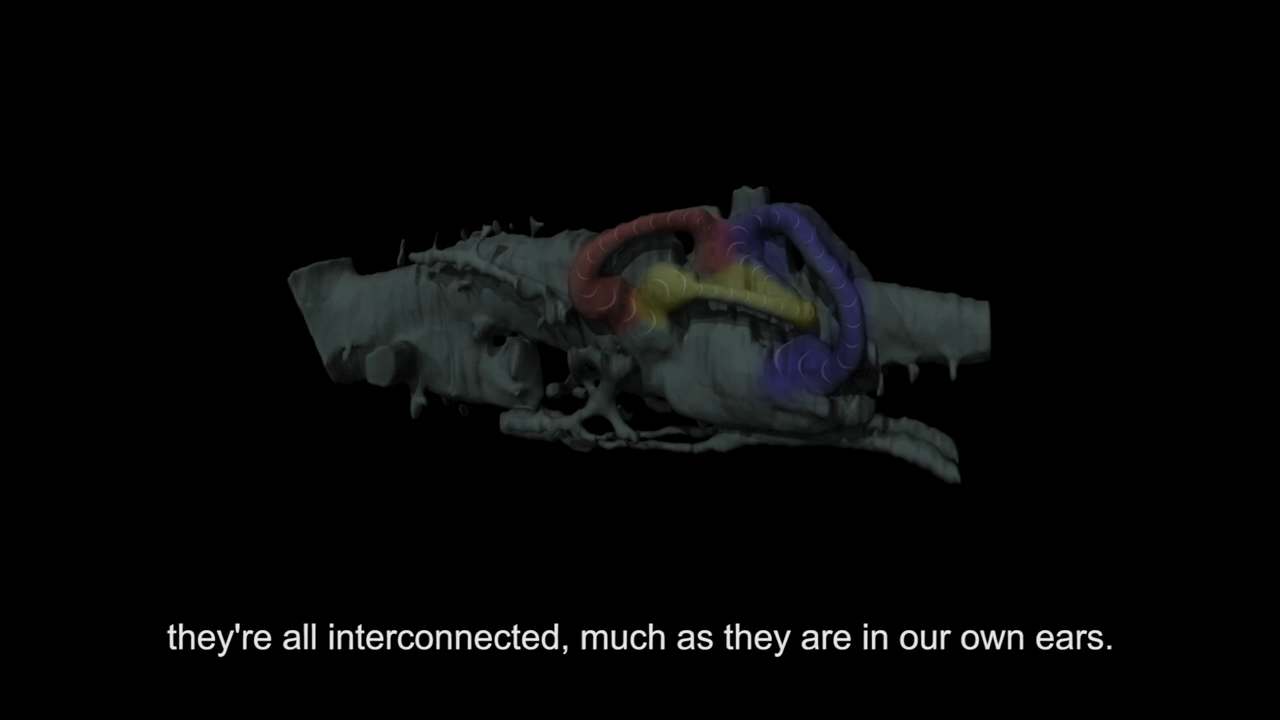 they're all interconnected, much as they are in our own ears.